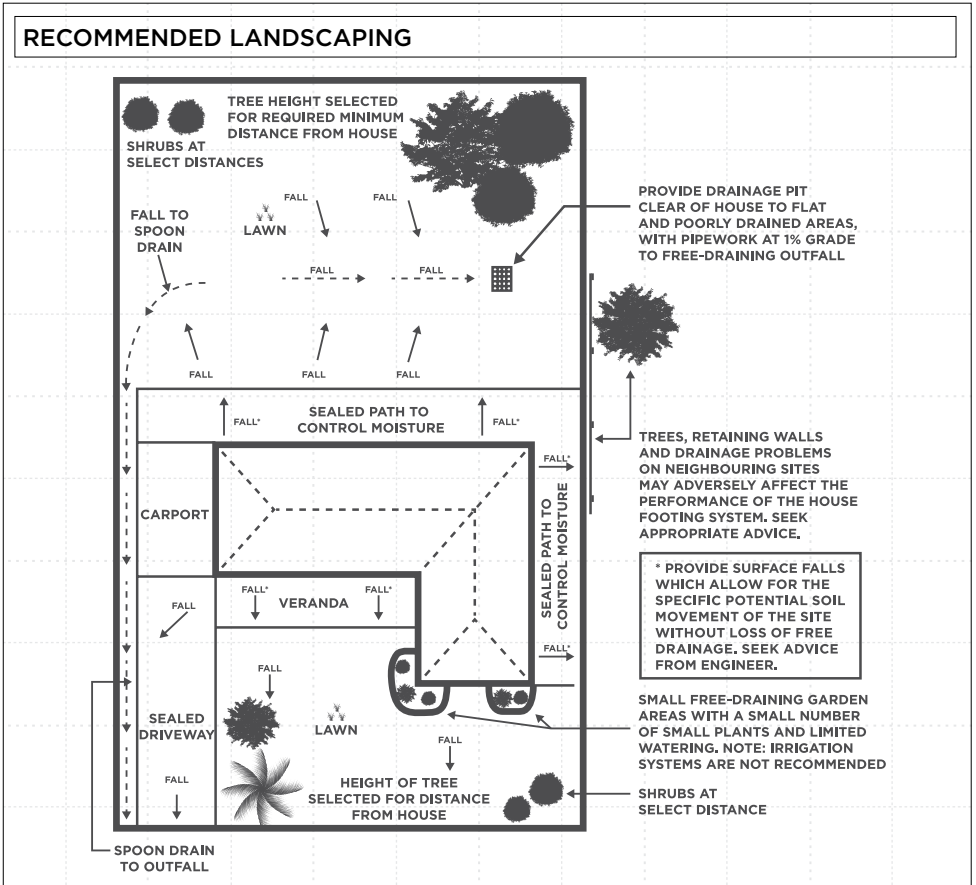 RECOMMENDED LANDSCAPING
TREE HEIGHT SELECTED
FOR REQUIRED MINIMUM
DISTANCE FROM HOUSE
SHRUBS AT
SELECT DISTANCES
PROVIDE DRAINAGE PIT
CLEAR OF HOUSE TO FLAT
AND POORLY DRAINED AREAS,
WITH PIPEWORK AT 1% GRADE
TO FREE-DRAINING OUTFALL
FALL TO
SPOON
DRAIN
LAWN
FALL
FALL
FALL
FALL
FALL
FALL
FALL
SEALED PATH TO
CONTROL MOISTURE
FALL*
FALL*
FALL*
TREES, RETAINING WALLS
AND DRAINAGE PROBLEMS
ON NEIGHBOURING SITES
MAY ADVERSELY AFFECT THE
PERFORMANCE OF THE HOUSE
FOOTING SYSTEM. SEEK
APPROPRIATE ADVICE.
CARPORT
SEALED PATH TO
CONTROL MOISTURE
* PROVIDE SURFACE FALLS
WHICH ALLOW FOR THE
SPECIFIC POTENTIAL SOIL
MOVEMENT OF THE SITE
WITHOUT LOSS OF FREE
DRAINAGE. SEEK ADVICE
FROM ENGINEER.
FALL
FALL*
VERANDA
FALL*
FALL*
FALL
SEALED
DRIVEWAY
LAWN
FALL
SMALL FREE-DRAINING GARDEN
AREAS WITH A SMALL NUMBER
OF SMALL PLANTS AND LIMITED
WATERING. NOTE: IRRIGATION
SYSTEMS ARE NOT RECOMMENDED
FALL
HEIGHT OF TREE
SELECTED FOR DISTANCE
FROM HOUSE
SHRUBS AT
SELECT DISTANCE
SPOON DRAIN
TO OUTFALL